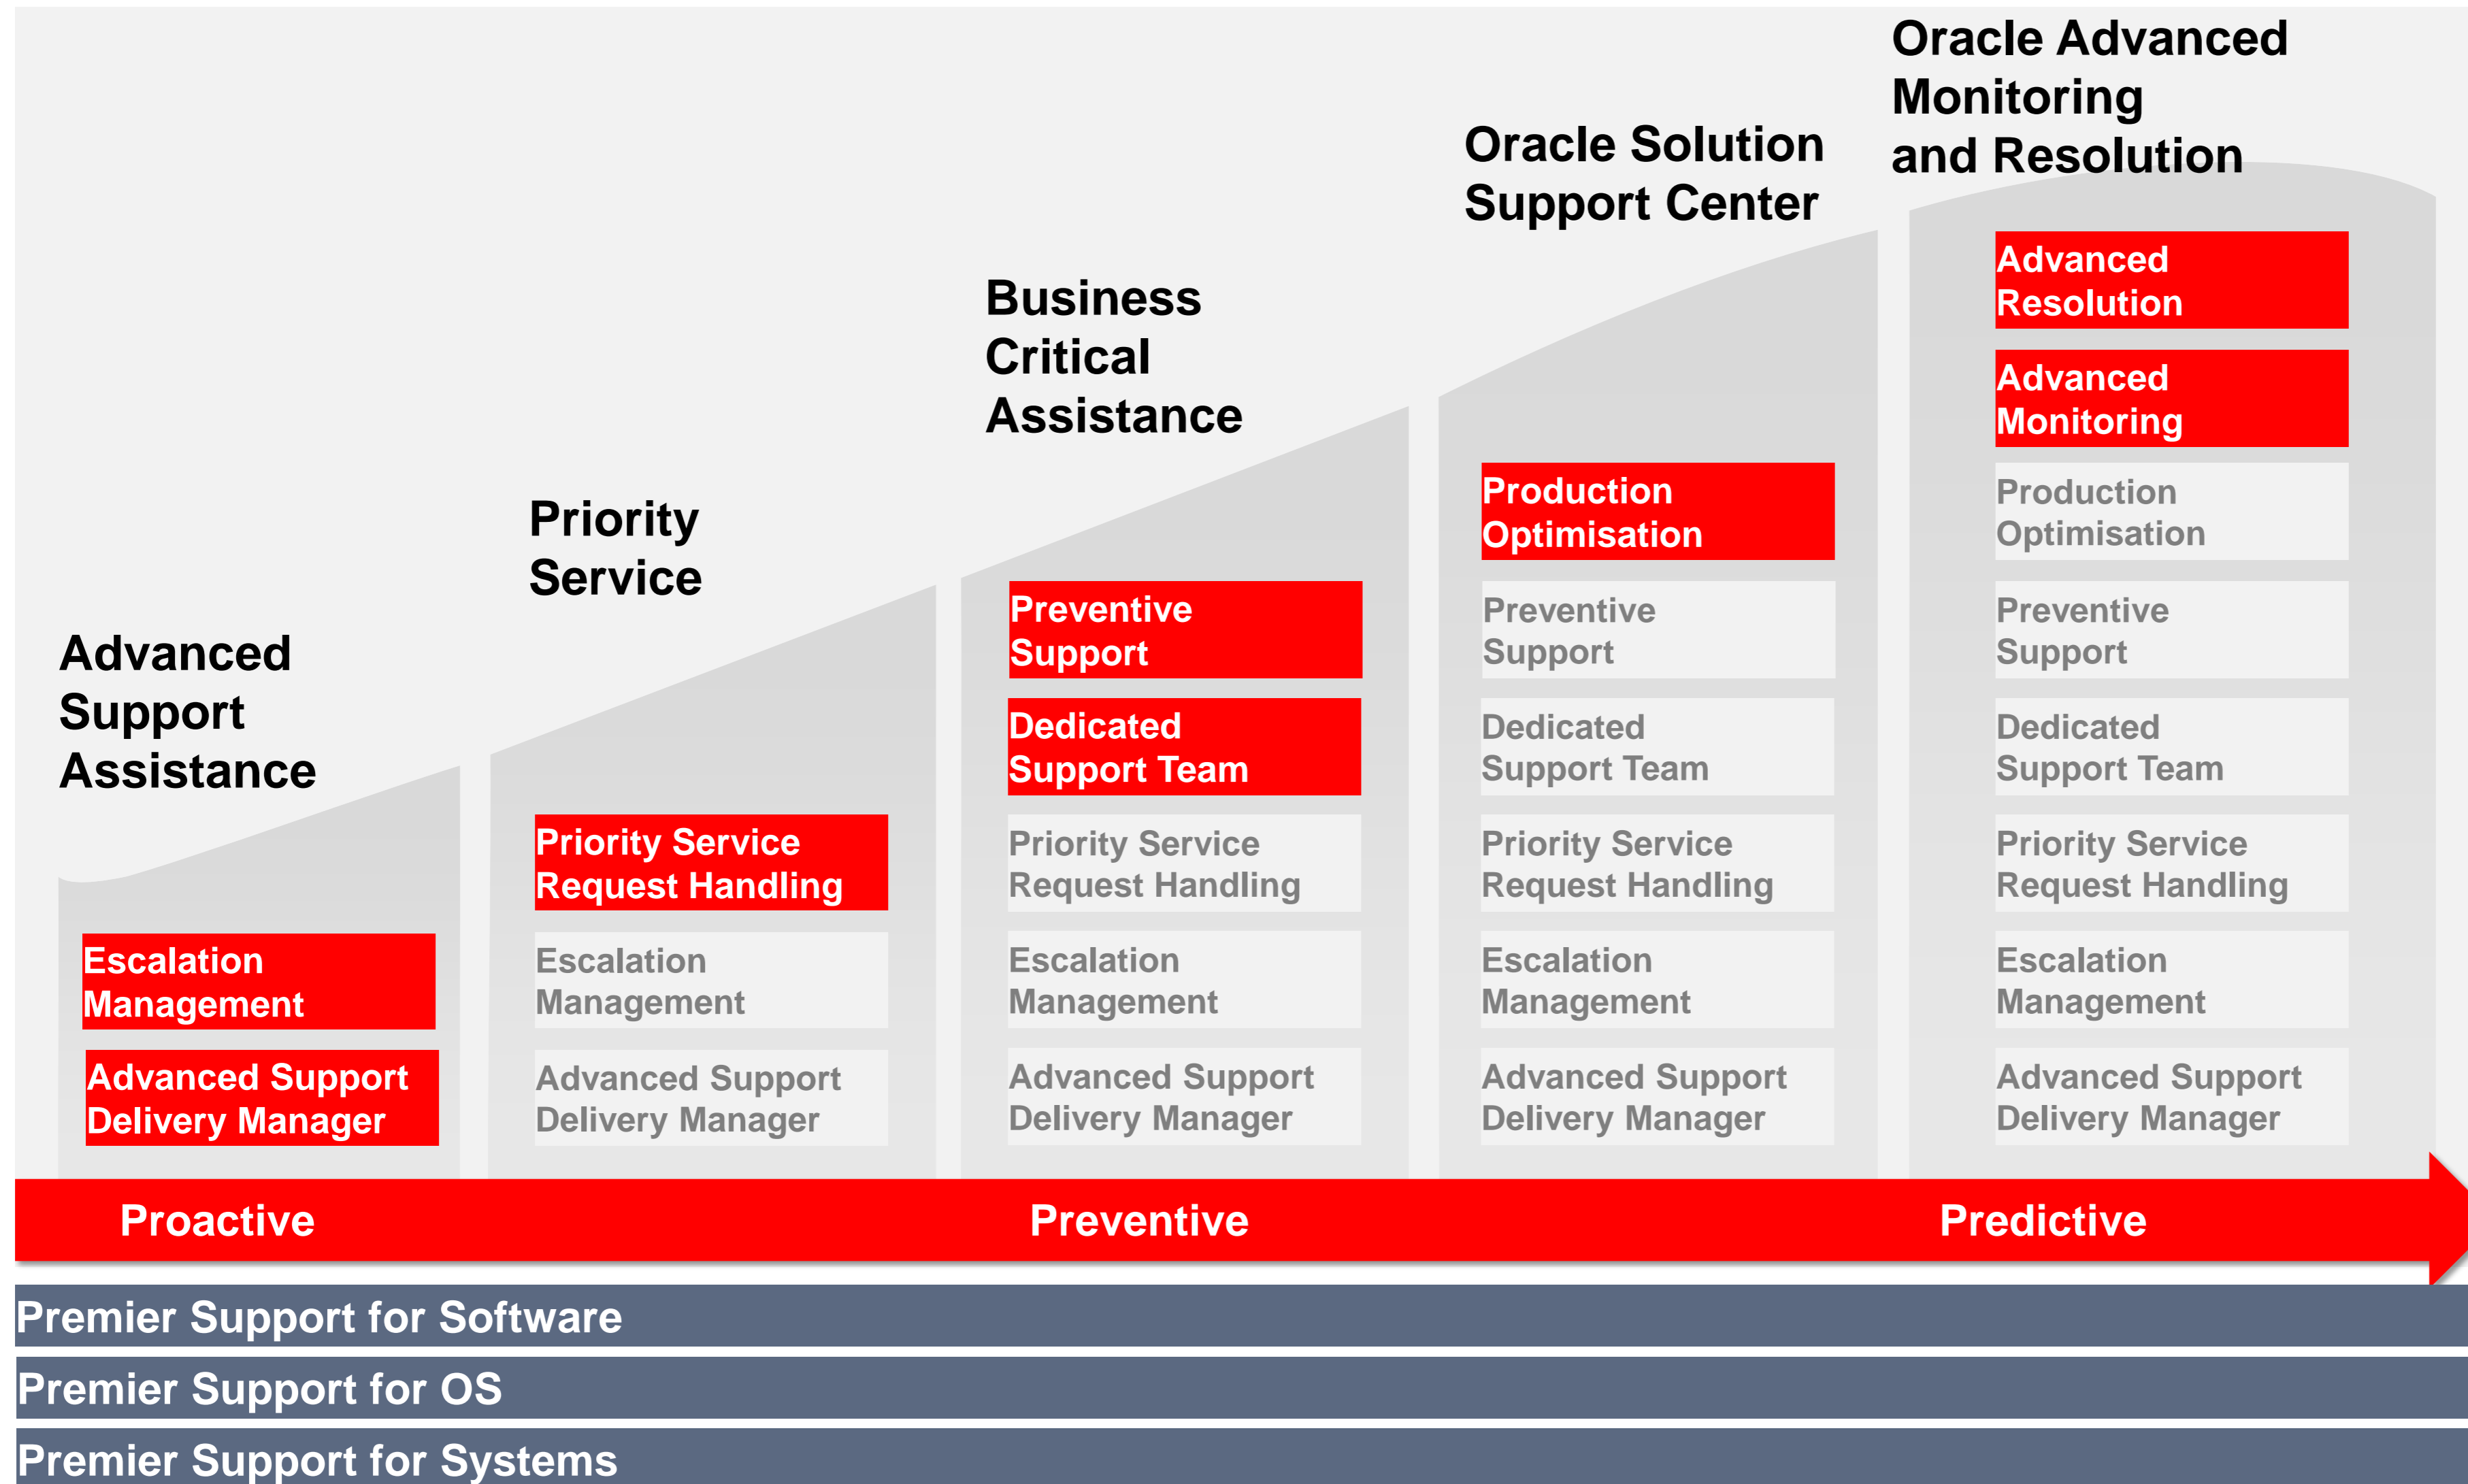 Advanced
Support
Assistance
Escalation
Management
Advanced Support
Delivery Manager
Priority
Service
Priority Service
Request Handling
Escalation
Management
Advanced Support
Delivery Manager
Business
Critical
Assistance
Preventive
Support
Dedicated
Support Team
Priority Service
Request Handling
Escalation
Management
Advanced Support
Delivery Manager
Oracle Solution
Support Center
Production
Optimisation
Preventive
Support
Dedicated
Support Team
Priority Service
Request Handling
Escalation
Management
Advanced Support
Delivery Manager
Oracle Advanced
Monitoring
and Resolution
Advanced
Resolution
Advanced
Monitoring
Production
Optimisation
Preventive
Support
Dedicated
Support Team
Priority Service
Request Handling
Escalation
Management
Advanced Support
Delivery Manager
Proactive
Preventive
Predictive
Premier Support for Software
Premier Support for OS
Premier Support for Systems